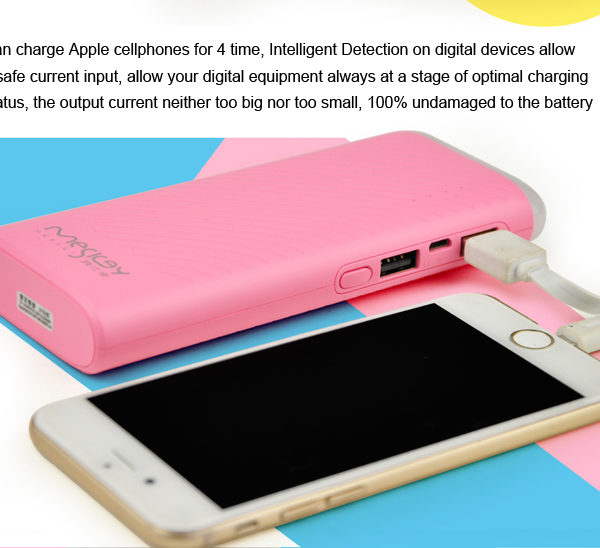 an charge Apple cellphones for 4 time, Intelligent Detection on digital devices allow
safe current input, allow your digital equipment always at a stage of optimal charging
atus, the output current neither too big nor too small, 100% undamaged to the battery
Meskey